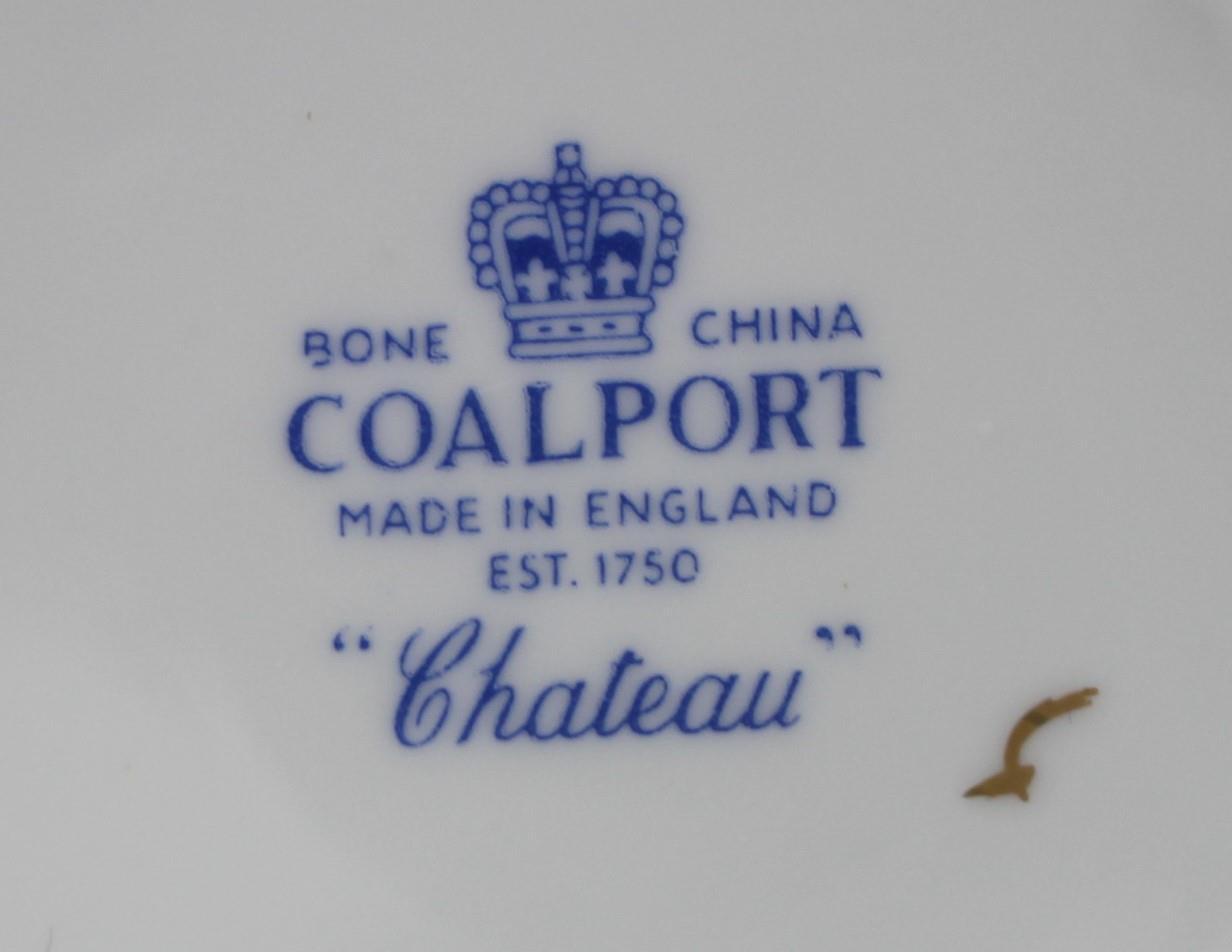 BONE CHINA
COALPORT
MADE IN ENGLAND
EST. 1750
“Chateau”